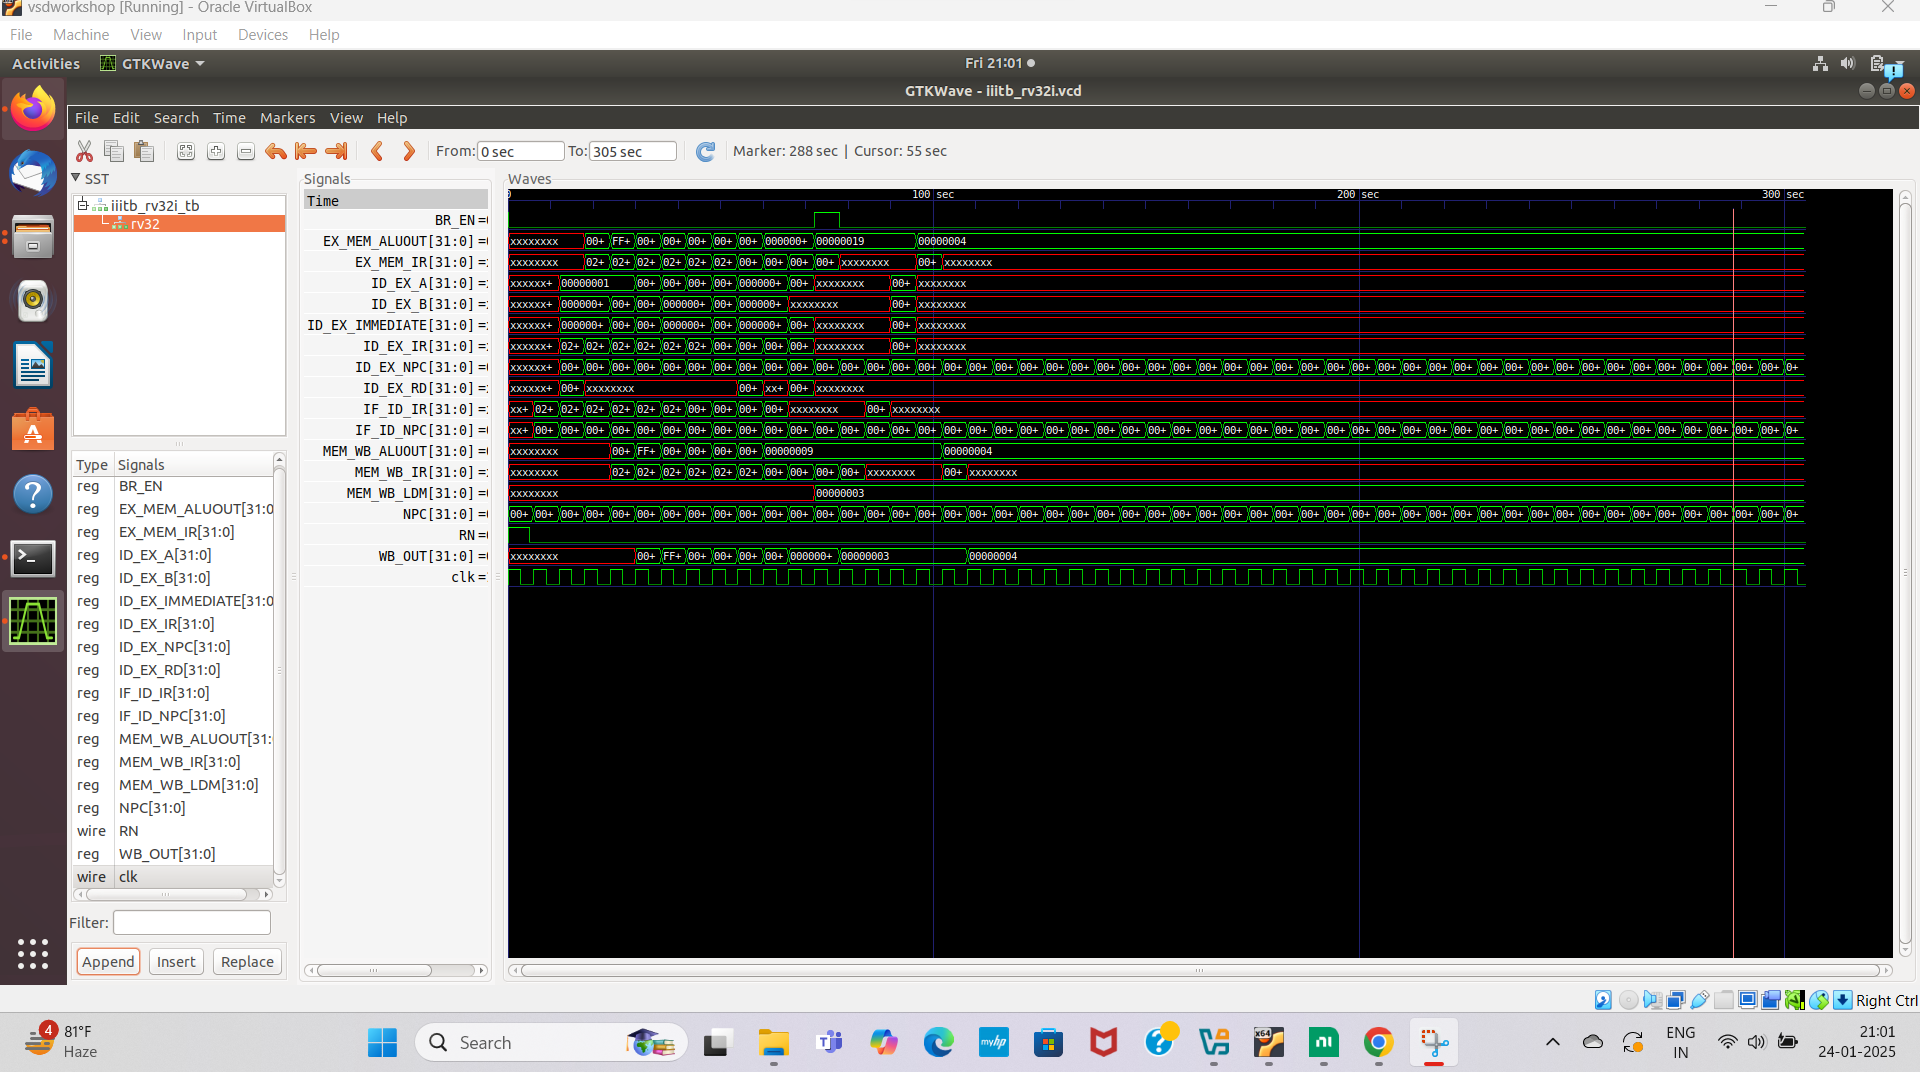 vsdworkshop [Running] - Oracle VirtualBox
File Machine View Input Devices Help
Activities GTKWave Fri 21:01
GTKWave - iiitb_rv32i.vcd
File Edit Search Time Markers View Help
From: 0 sec To: 305 sec Marker: 288 sec | Cursor: 55 sec
SST
iiitb_rv32i_tb
rv32
Type Signals
reg BR_EN
reg EX_MEM_ALUOUT[31:0
reg EX_MEM_IR[31:0]
reg ID_EX_A[31:0]
reg ID_EX_B[31:0]
reg ID_EX_IMMEDIATE[31:0
reg ID_EX_IR[31:0]
reg ID_EX_NPC[31:0]
reg ID_EX_RD[31:0]
reg IF_ID_IR[31:0]
reg IF_ID_NPC[31:0]
reg MEM_WB_ALUOUT[31:
reg MEM_WB_IR[31:0]
reg MEM_WB_LDM[31:0]
reg NPC[31:0]
wire RN
reg WB_OUT[31:0]
wire clk
Filter:
Append Insert Replace
Signals
Time
BR_EN =
EX_MEM_ALUOUT[31:0] =
EX_MEM_IR[31:0] =
ID_EX_A[31:0] =
ID_EX_B[31:0] =
ID_EX_IMMEDIATE[31:0] =
ID_EX_IR[31:0] =
ID_EX_NPC[31:0] =
ID_EX_RD[31:0] =
IF_ID_IR[31:0] =
IF_ID_NPC[31:0] =
MEM_WB_ALUOUT[31:0] =
MEM_WB_IR[31:0] =
MEM_WB_LDM[31:0] =
NPC[31:0] =
RN =
WB_OUT[31:0] =
clk =
Waves
100 sec 200 sec 300 sec
xxxxxxxx 00+ FF+ 00+ 00+ 00+ 00+ 00+ 000000+ 00000019 00000004
xxxxxxxx 02+ 02+ 02+ 02+ 02+ 02+ 00+ 00+ 00+ 00+ xxxxxxxx 00+ xxxxxxxx
xxxxxx+ 00000001 00+ 00+ 00+ 00+ 000000+ 00+ xxxxxxxx 00+ xxxxxxxx
xxxxxx+ 000000+ 00+ 00+ 000000+ 00+ 000000+ xxxxxxxx 00+ xxxxxxxx
xxxxxx+ 000000+ 00+ 00+ 000000+ 00+ 000000+ 00+ xxxxxxxx 00+ xxxxxxxx
xxxxxx+ 02+ 02+ 02+ 02+ 02+ 02+ 00+ 00+ 00+ 00+ xxxxxxxx 00+ xxxxxxxx
xxxxxx+ 00+ 00+ 00+ 00+ 00+ 00+ 00+ 00+ 00+ 00+ 00+ 00+ 00+ 00+ 00+ 00+ 00+ 00+ 00+ 00+ 00+ 00+ 00+ 00+ 00+ 00+ 00+ 00+ 00+ 00+ 00+ 00+ 00+ 00+ 00+ 00+ 00+ 00+ 00+ 00+ 00+ 00+ 00+ 00+ 00+ 00+ 00+ 0+
xxxxxx+ 00+ xxxxxxxx 00+ xx+ 00+ xxxxxxxx
xx+ 02+ 02+ 02+ 02+ 02+ 02+ 00+ 00+ 00+ 00+ xxxxxxxx 00+ xxxxxxxx
xx+ 00+ 00+ 00+ 00+ 00+ 00+ 00+ 00+ 00+ 00+ 00+ 00+ 00+ 00+ 00+ 00+ 00+ 00+ 00+ 00+ 00+ 00+ 00+ 00+ 00+ 00+ 00+ 00+ 00+ 00+ 00+ 00+ 00+ 00+ 00+ 00+ 00+ 00+ 00+ 00+ 00+ 00+ 00+ 00+ 00+ 00+ 00+ 00+ 00+ 0+
xxxxxxxx 00+ FF+ 00+ 00+ 00+ 00000009 00000004
xxxxxxxx 02+ 02+ 02+ 02+ 02+ 02+ 00+ 00+ 00+ 00+ xxxxxxxx 00+ xxxxxxxx
xxxxxxxx 00000003
00+ 00+ 00+ 00+ 00+ 00+ 00+ 00+ 00+ 00+ 00+ 00+ 00+ 00+ 00+ 00+ 00+ 00+ 00+ 00+ 00+ 00+ 00+ 00+ 00+ 00+ 00+ 00+ 00+ 00+ 00+ 00+ 00+ 00+ 00+ 00+ 00+ 00+ 00+ 00+ 00+ 00+ 00+ 00+ 00+ 00+ 00+ 00+ 00+ 00+ 0+
xxxxxxxx 00+ FF+ 00+ 00+ 00+ 00+ 000000+ 00000003 00000004
Right Ctrl
4 81°F
Haze
Search
ENG
IN
21:01
24-01-2025